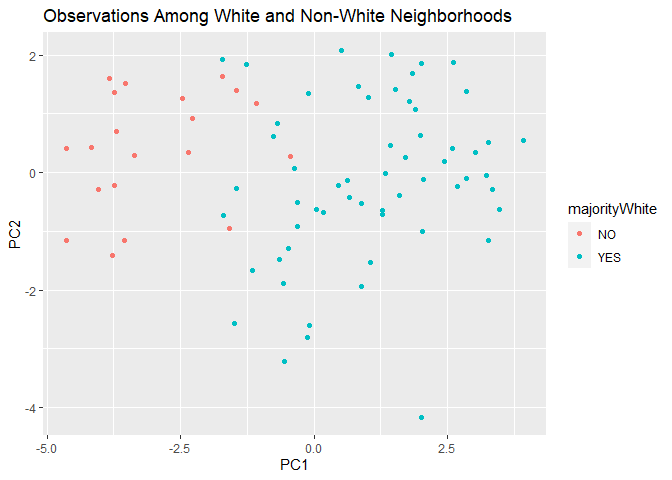 Observations Among White and Non-White Neighborhoods
2
0
-2
-4
PC2
-5.0
-2.5
0.0
2.5
PC1
majorityWhite
NO
YES